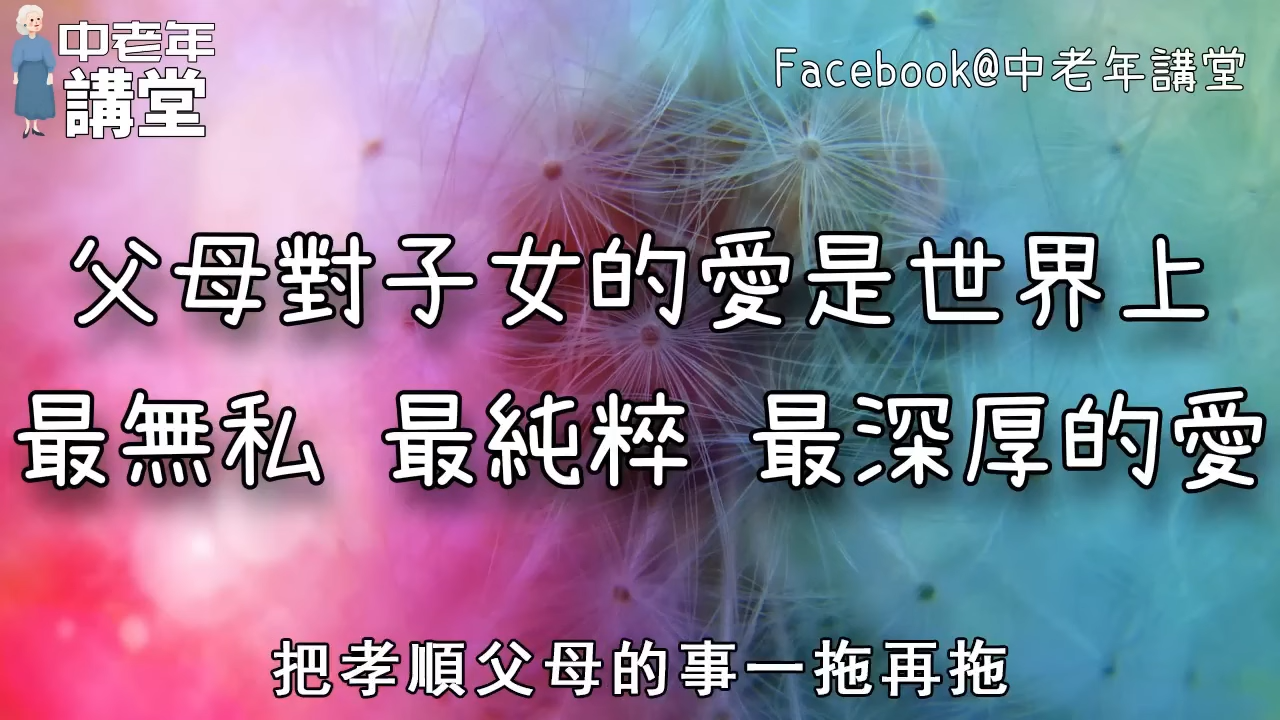 中老年
講堂
Facebook@中老年講堂
父母對子女的愛是世界上
最無私 最純粹 最深厚的愛
把孝順父母的事一拖再拖